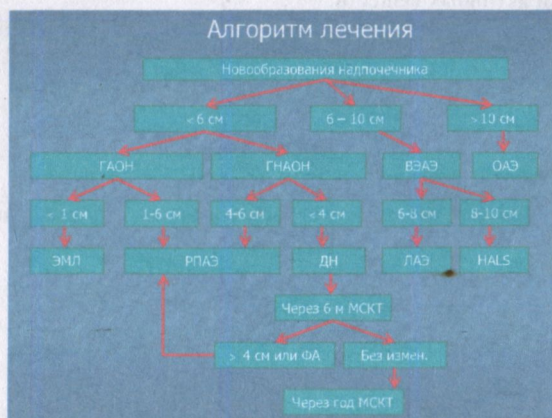 Алгоритм лечения
Новообразования надпочечника
< 6 см
6 – 10 см
> 10 см
ГАОН
ГНАОН
ВЭАЭ
ОАЭ
< 1 см
1-6 см
4-6 см
< 4 см
6-8 см
8-10 см
ЭМЛ
РПАЭ
ДН
ЛАЭ
HALS
Через 6 м МСКТ
> 4 см или ФА
Без измен.
Через год МСКТ